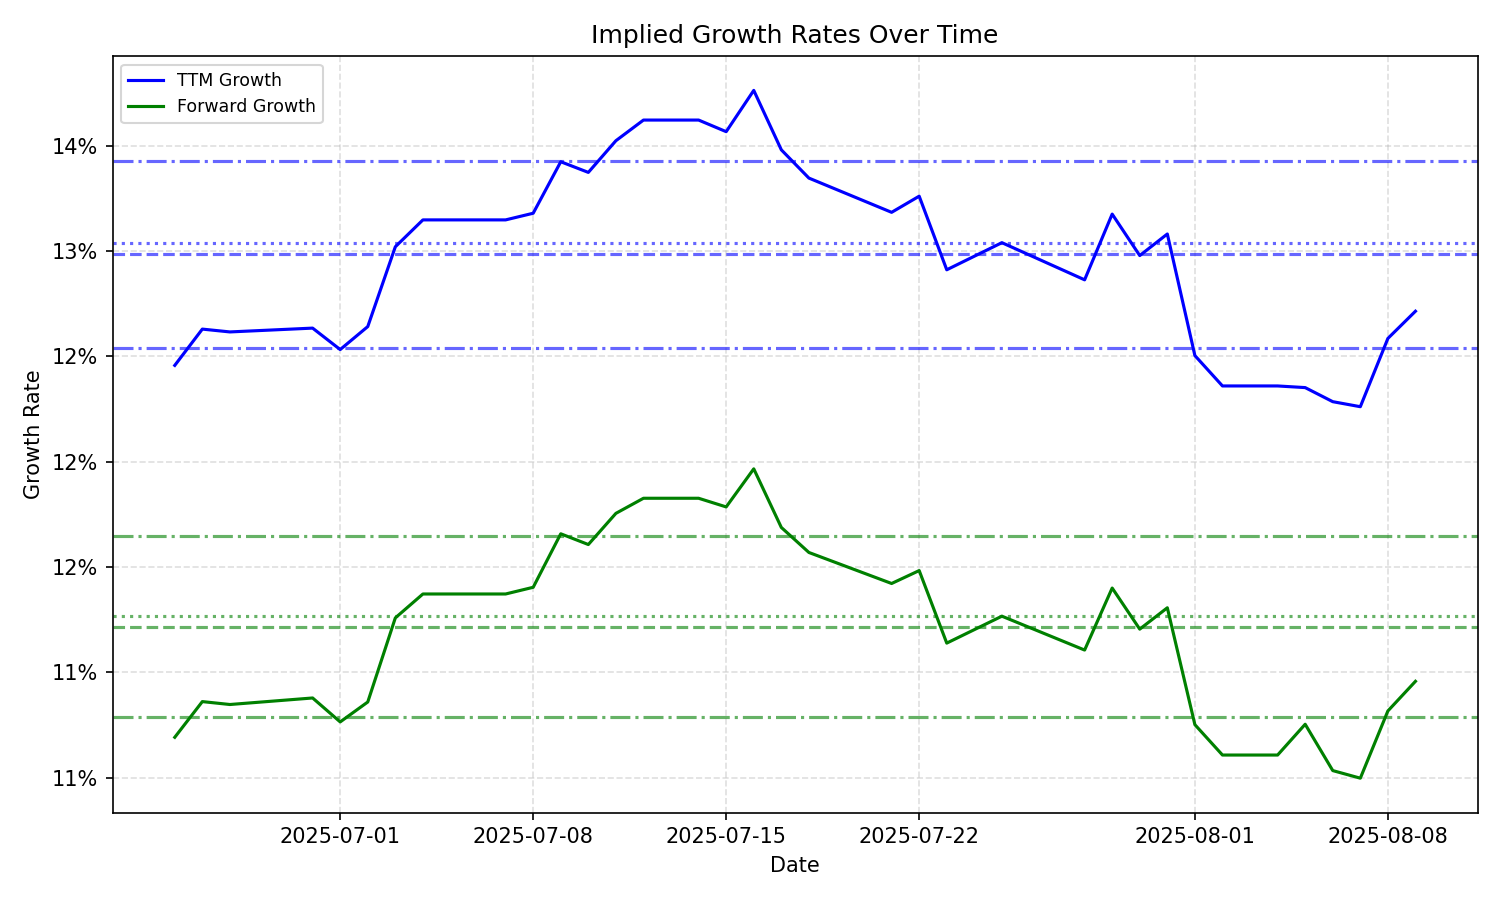 Implied Growth Rates Over Time
TTM Growth
Forward Growth
14%
13%
12%
12%
12%
11%
11%
Growth Rate
2025-07-01
2025-07-08
2025-07-15
2025-07-22
2025-08-01
2025-08-08
Date